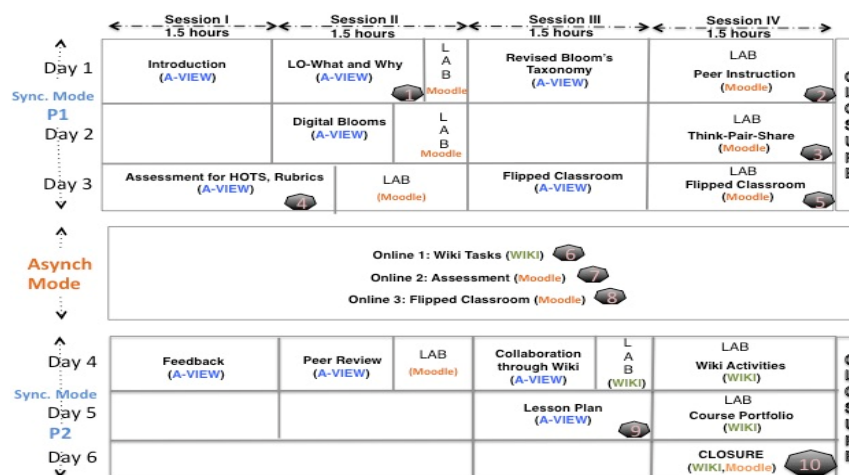 Session I
Session II
Session III
Session IV
1.5 hours
1.5 hours
1.5 hours
1.5 hours
Day 1
Introduction
(A-VIEW)
LO-What and Why
(A-VIEW)
1
L
A
B
Moodle
Revised Bloom's
Taxonomy
(A-VIEW)
LAB
Peer Instruction
(Moodle)
2
Sync. Mode
P1
Day 2
Digital Blooms
(A-VIEW)
L
A
B
Moodle
LAB
Think-Pair-Share
(Moodle)
3
Day 3
Assessment for HOTS, Rubrics
(A-VIEW)
4
LAB
(Moodle)
Flipped Classroom
(A-VIEW)
LAB
Flipped Classroom
(Moodle)
5
Asynch
Mode
Online 1: Wiki Tasks (WIKI)
6
Online 2: Assessment (Moodle)
7
Online 3: Flipped Classroom (Moodle)
8
Day 4
Feedback
(A-VIEW)
Peer Review
(A-VIEW)
LAB
(Moodle)
Collaboration
through Wiki
(A-VIEW)
L
A
B
(WIKI)
LAB
Wiki Activities
(WIKI)
Sync. Mode
P2
Day 5
Lesson Plan
(A-VIEW)
9
LAB
Course Portfolio
(WIKI)
Day 6
CLOSURE
(WIKI,Moodle)
10